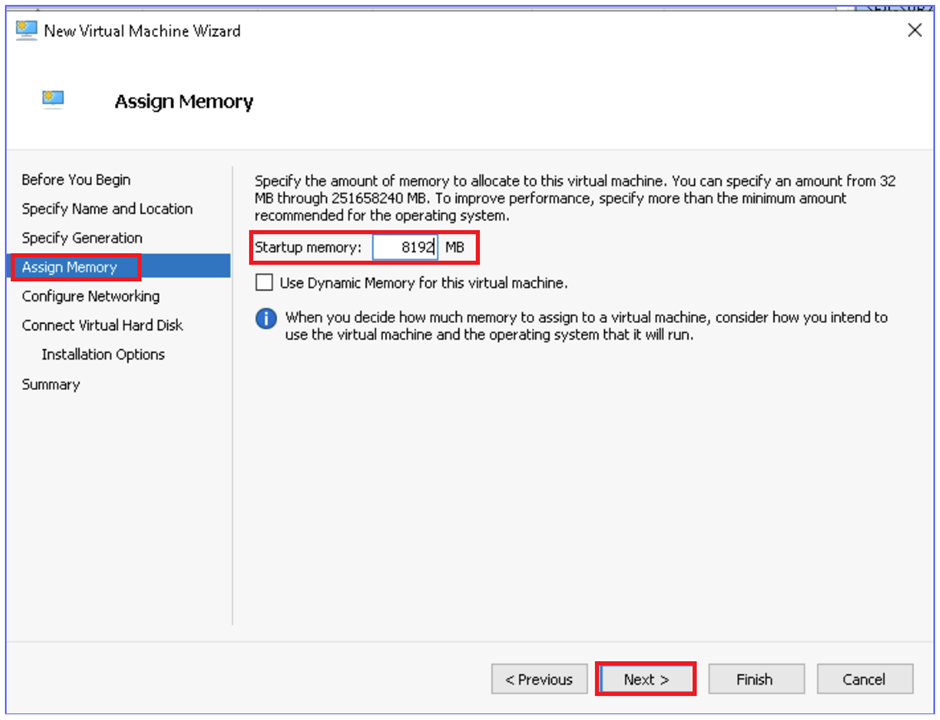 New Virtual Machine Wizard
Assign Memory
Before You Begin
Specify Name and Location
Specify Generation
Assign Memory
Configure Networking
Connect Virtual Hard Disk
Installation Options
Summary
Specify the amount of memory to allocate to this virtual machine. You can specify an amount from 32
MB through 251658240 MB. To improve performance, specify more than the minimum amount
recommended for the operating system.
Startup memory: 8192 MB
Use Dynamic Memory for this virtual machine.
When you decide how much memory to assign to a virtual machine, consider how you intend to
use the virtual machine and the operating system that it will run.
< Previous Next > Finish Cancel